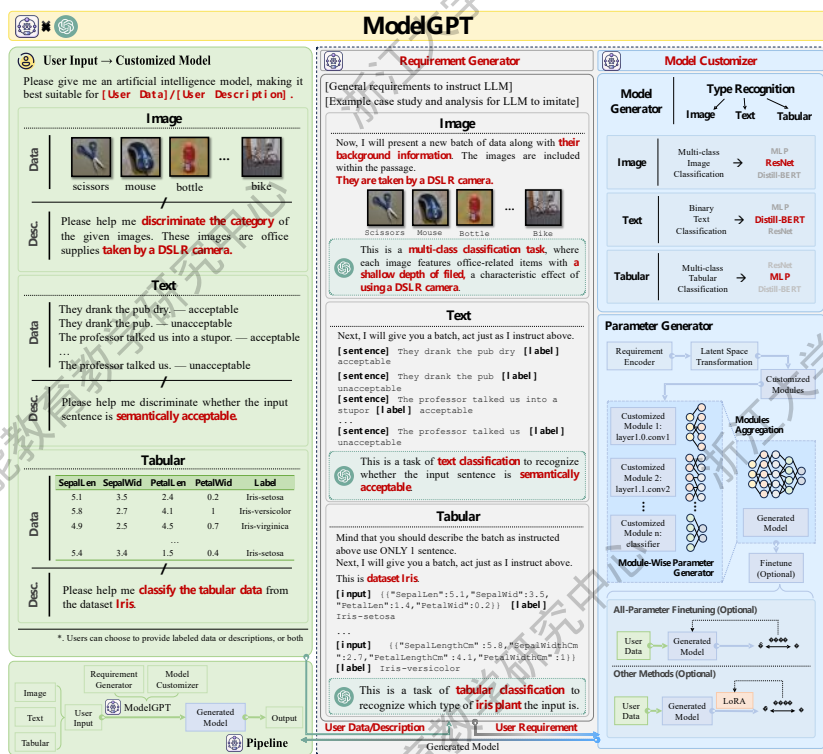 ModelGPT
User Input → Customized Model
Please give me an artificial intelligence model, making it
best suitable for [User Data]/[User Description] .
Image
Data
scissors mouse bottle ... bike
Desc.
Please help me discriminate the category of
the given images. These images are office
supplies taken by a DSLR camera.
Text
Data
They drank the pub dry. — acceptable
They drank the pub. — unacceptable
The professor talked us into a stupor. — acceptable
…
The professor talked us. — unacceptable
Desc.
Please help me discriminate whether the input
sentence is semantically acceptable.
Tabular
Data
SepalLen SepalWid PetalLen PetalWid Label
5.1 3.5 2.4 0.2 Iris-setosa
5.8 2.7 4.1 1 Iris-versicolor
4.9 2.5 4.5 0.7 Iris-virginica
…
5.4 3.4 1.5 0.4 Iris-setosa
Desc.
Please help me classify the tabular data from
the dataset Iris.
*. Users can choose to provide labeled data or descriptions, or both
Requirement Generator
Model Customizer
Image
Text
Tabular
User Input
ModelGPT
Generated Model
Output
Pipeline
Requirement Generator
[General requirements to instruct LLM]
[Example case study and analysis for LLM to imitate]
Image
Now, I will present a new batch of data along with their
background information. The images are included
within the passage.
They are taken by a DSLR camera.
Scissors Mouse Bottle ... Bike
This is a multi-class classification task, where
each image features office-related items with a
shallow depth of filed, a characteristic effect of
using a DSLR camera.
Text
Next, I will give you a batch, act just as I instruct above.
[sentence] They drank the pub dry [label]
acceptable
[sentence] They drank the pub [label]
unacceptable
[sentence] The professor talked us into a
stupor [label] acceptable
...
[sentence] The professor talked us [label]
unacceptable
This is a task of text classification to recognize
whether the input sentence is semantically
acceptable.
Tabular
Mind that you should describe the batch as instructed
above use ONLY 1 sentence.
Next, I will give you a batch, act just as I instruct above.
This is dataset Iris.
[input] {{"SepalLen":5.1,"SepalWid":3.5,
"PetalLen":1.4,"PetalWid":0.2}} [label]
Iris-setosa
...
[input] {{"SepalLengthCm":5.8,"SepalWidthCm
":2.7,"PetalLengthCm":4.1,"PetalWidthCm":1}}
[label] Iris-versicolor
This is a task of tabular classification to
recognize which type of iris plant the input is.
User Data/Description
User Requirement
Generated Model
Model Customizer
Model Generator
Type Recognition
Image Text Tabular
Image
Multi-class Image Classification
→
MLP
ResNet
Distill-BERT
Text
Binary Text Classification
→
MLP
Distill-BERT
ResNet
Tabular
Multi-class Tabular Classification
→
ResNet
MLP
Distill-BERT
Parameter Generator
Requirement Encoder
Latent Space Transformation
Customized Modules
Customized Module 1: layer1.0.conv1
Customized Module 2: layer1.1.conv2
Customized Module n: classifier
Module-Wise Parameter Generator
Modules Aggregation
Generated Model
Finetune (Optional)
All-Parameter Finetuning (Optional)
User Data
Generated Model
Other Methods (Optional)
User Data
Generated Model
LoRA